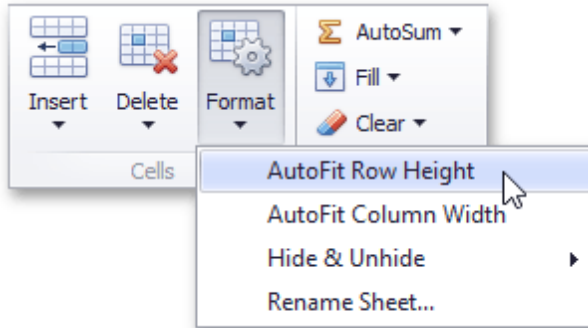 Insert
Delete
Format
AutoSum
Fill
Clear
Cells
AutoFit Row Height
AutoFit Column Width
Hide & Unhide
Rename Sheet...